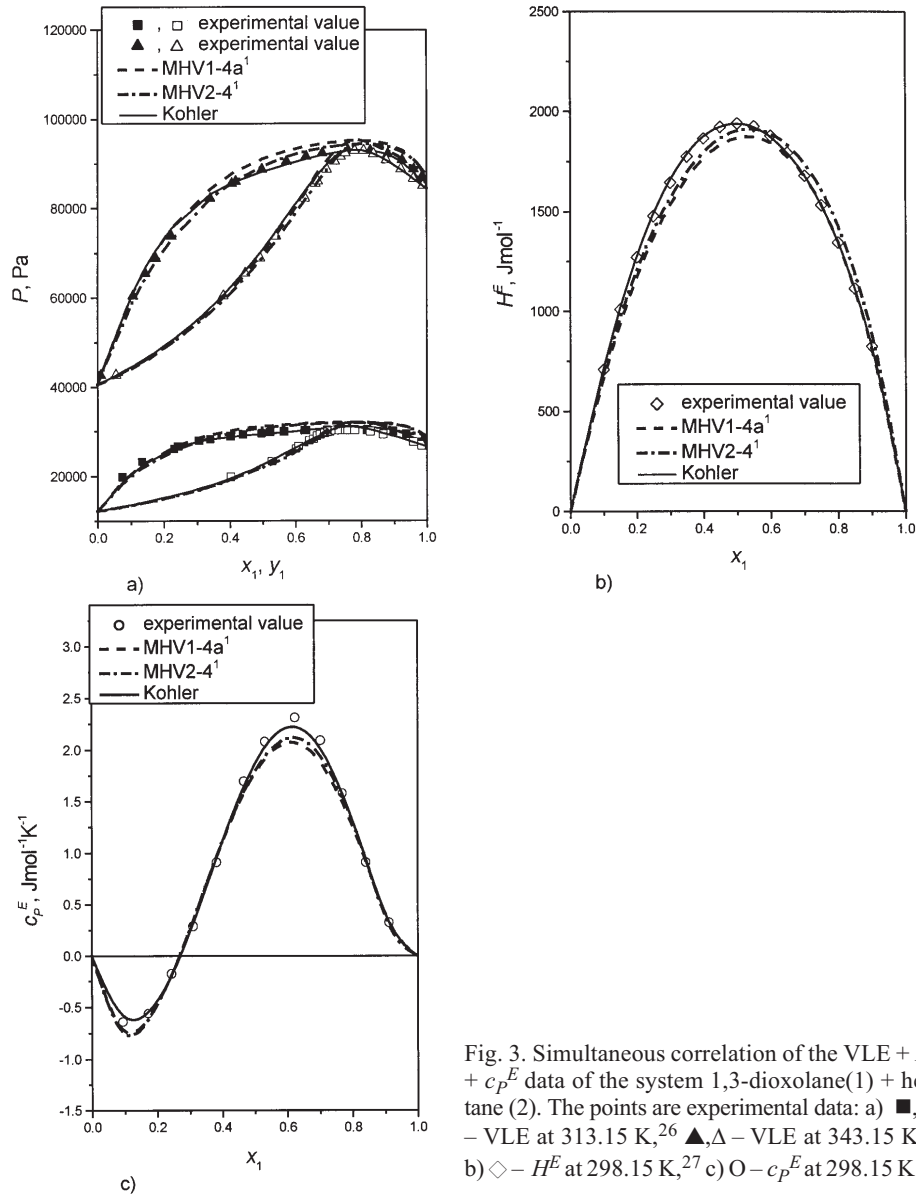 ■ , □ experimental value
▲ , △ experimental value
MHV1-4a¹
MHV2-4¹
Kohler
120000
100000
80000
60000
40000
20000
P, Pa
0.0 0.2 0.4 0.6 0.8 1.0
x₁, y₁
a)
2500
2000
1500
1000
500
0
Hᴱ, Jmol⁻¹
◇ experimental value
MHV1-4a¹
MHV2-4¹
Kohler
0.0 0.2 0.4 0.6 0.8 1.0
x₁
b)
○ experimental value
MHV1-4a¹
MHV2-4¹
Kohler
3.0
2.5
2.0
1.5
1.0
0.5
0.0
-0.5
-1.0
-1.5
c_P^E, Jmol⁻¹K⁻¹
0.0 0.2 0.4 0.6 0.8 1.0
x₁
c)
Fig. 3. Simultaneous correlation of the VLE +
+ c_P^E data of the system 1,3-dioxolane(1) +
tane (2). The points are experimental data: a) ■,
– VLE at 313.15 K,²⁶ ▲,Δ – VLE at 343.15 K
b) ◇ – Hᴱ at 298.15 K,²⁷ c) O – c_P^E at 298.15 K